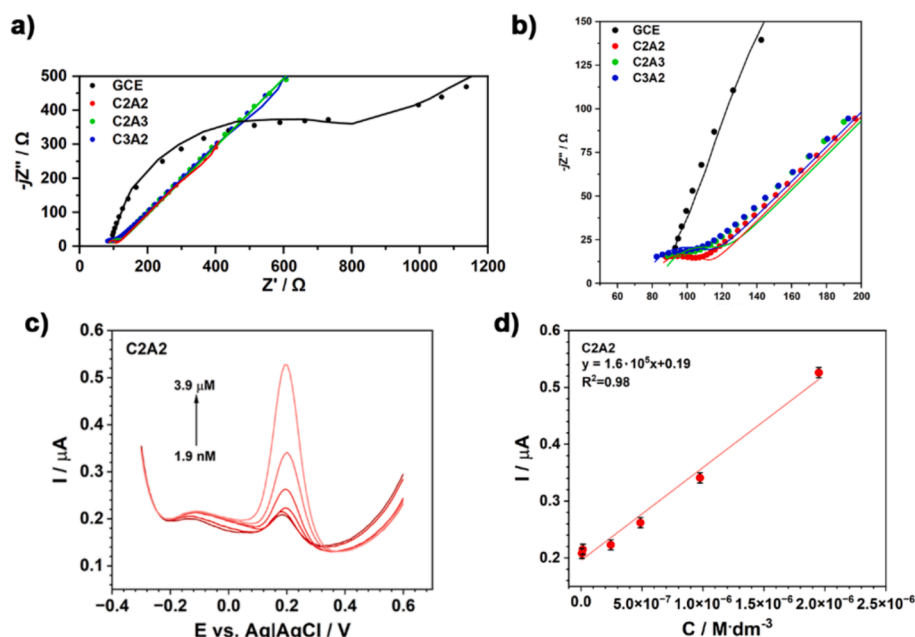 a)
500
400
300
200
100
0
-jZ'' / Ω
GCE
C2A2
C2A3
C3A2
0 200 400 600 800 1000 1200
Z' / Ω
b)
150
125
100
75
50
25
0
-jZ'' / Ω
GCE
C2A2
C2A3
C3A2
60 80 100 120 140 160 180 200
c)
0.6
0.5
0.4
0.3
0.2
0.1
I / μA
C2A2
3.9 μM
1.9 nM
−0.4 −0.2 0.0 0.2 0.4 0.6
E vs. Ag|AgCl / V
d)
0.6
0.5
0.4
0.3
0.2
I / μA
C2A2
y = 1.6·10⁵x+0.19
R²=0.98
0.0 5.0×10⁻⁷ 1.0×10⁻⁶ 1.5×10⁻⁶ 2.0×10⁻⁶ 2.5×10⁻⁶
C / M·dm⁻³